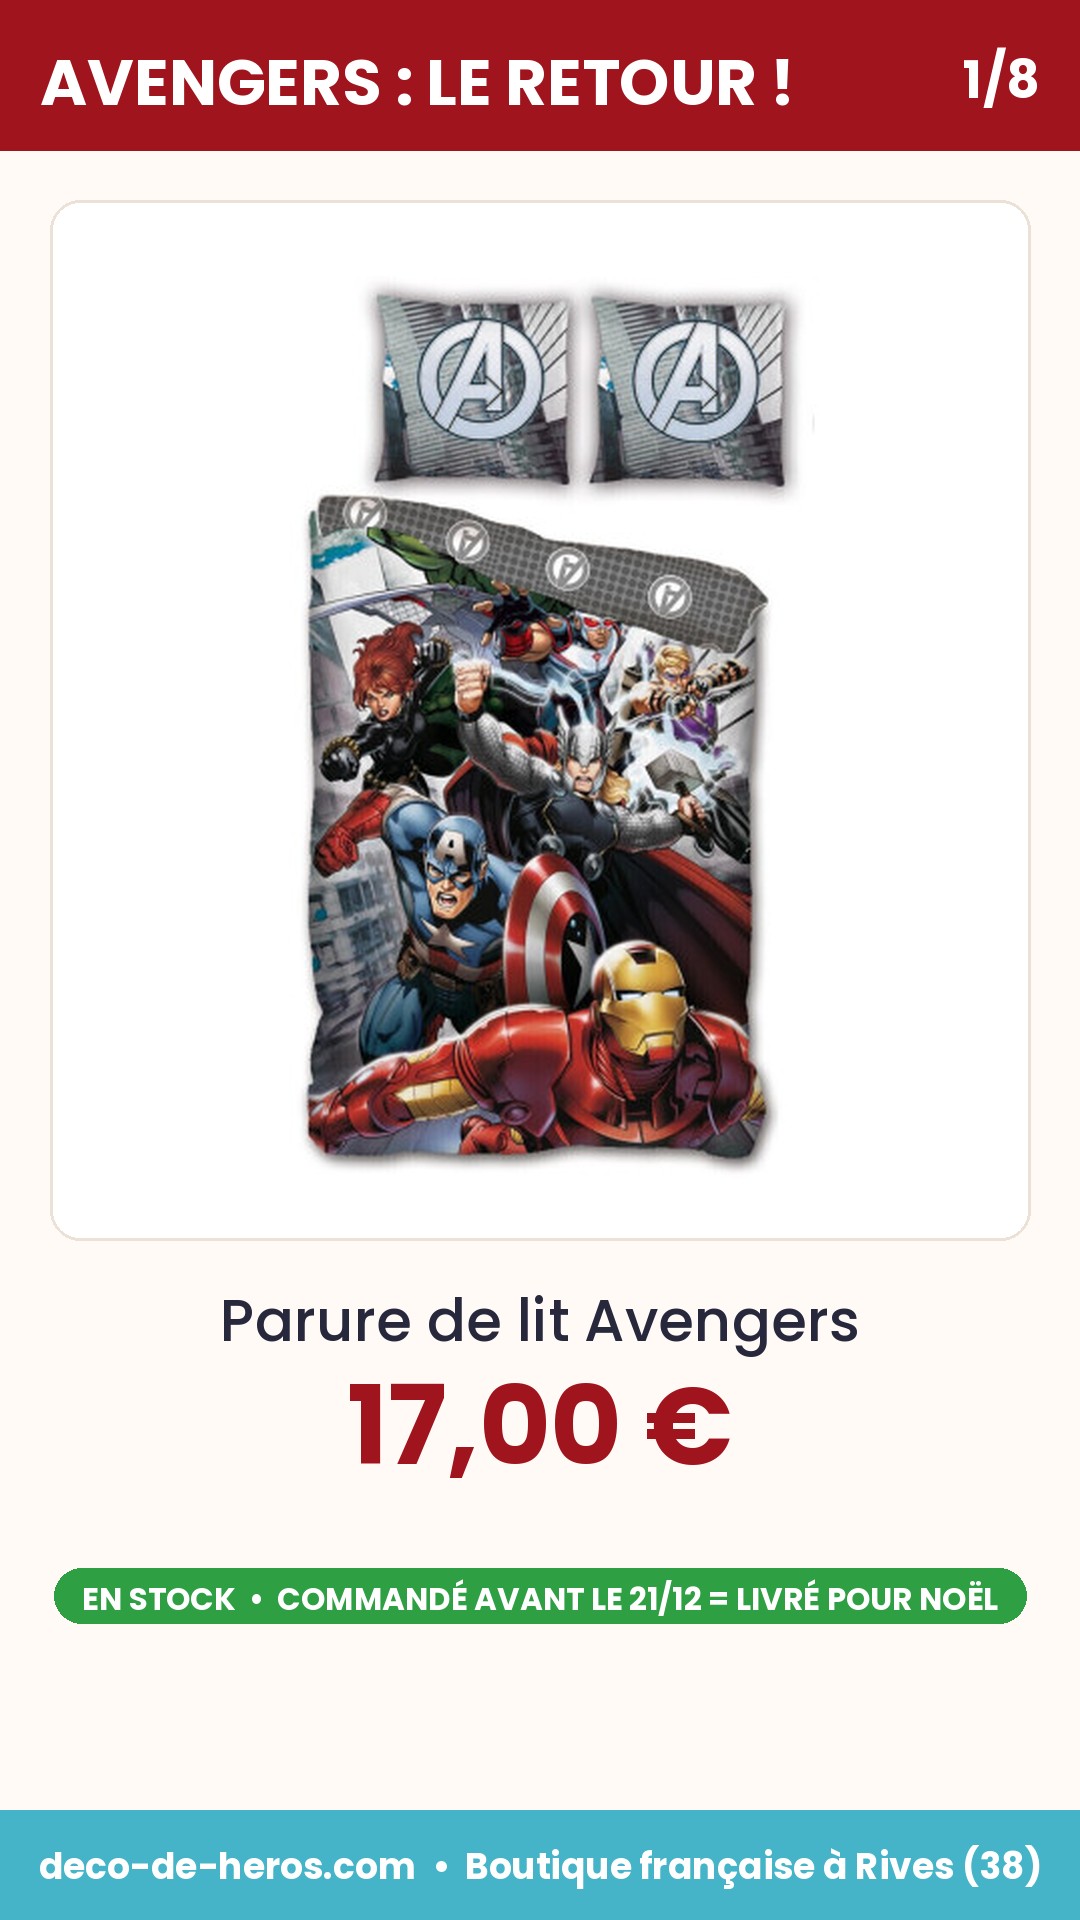 AVENGERS : LE RETOUR !
1/8
Parure de lit Avengers
17,00 €
EN STOCK • COMMANDÉ AVANT LE 21/12 = LIVRÉ POUR NOËL
deco-de-heros.com • Boutique française à Rives (38)